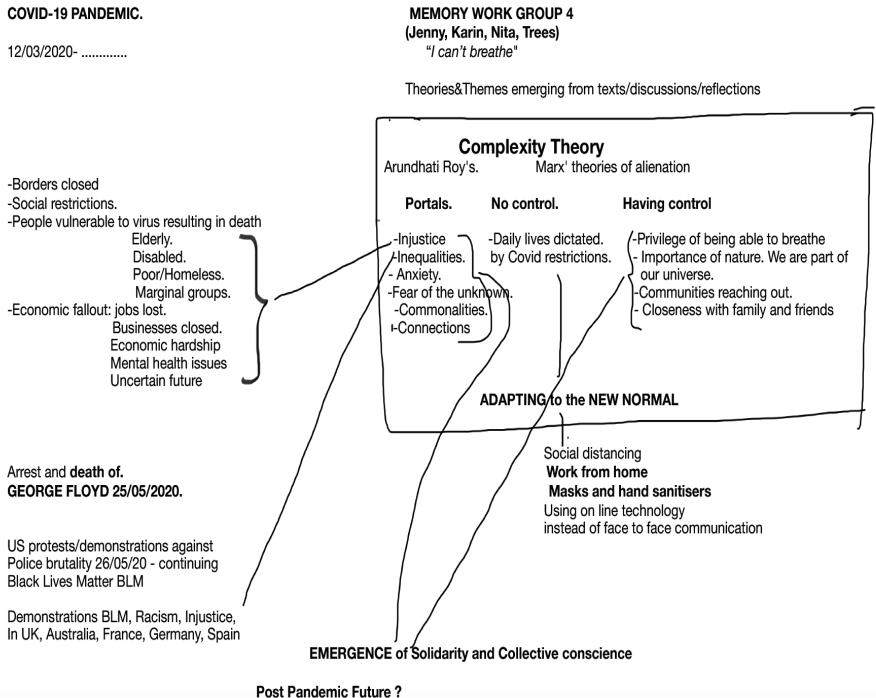 COVID-19 PANDEMIC.
12/03/2020- .............
MEMORY WORK GROUP 4
(Jenny, Karin, Nita, Trees)
“I can’t breathe"
Theories&Themes emerging from texts/discussions/reflections
-Borders closed
-Social restrictions.
-People vulnerable to virus resulting in death
Elderly.
Disabled.
Poor/Homeless.
Marginal groups.
-Economic fallout: jobs lost.
Businesses closed.
Economic hardship
Mental health issues
Uncertain future
Complexity Theory
Arundhati Roy's.
Marx' theories of alienation
Portals.
-Injustice
-Inequalities.
- Anxiety.
-Fear of the unknown.
-Commonalities.
-Connections
No control.
-Daily lives dictated.
by Covid restrictions.
Having control
-Privilege of being able to breathe
- Importance of nature. We are part of
our universe.
-Communities reaching out.
- Closeness with family and friends
ADAPTING to the NEW NORMAL
Social distancing
Work from home
Masks and hand sanitisers
Using on line technology
instead of face to face communication
Arrest and death of.
GEORGE FLOYD 25/05/2020.
US protests/demonstrations against
Police brutality 26/05/20 - continuing
Black Lives Matter BLM
Demonstrations BLM, Racism, Injustice,
In UK, Australia, France, Germany, Spain
EMERGENCE of Solidarity and Collective conscience
Post Pandemic Future ?